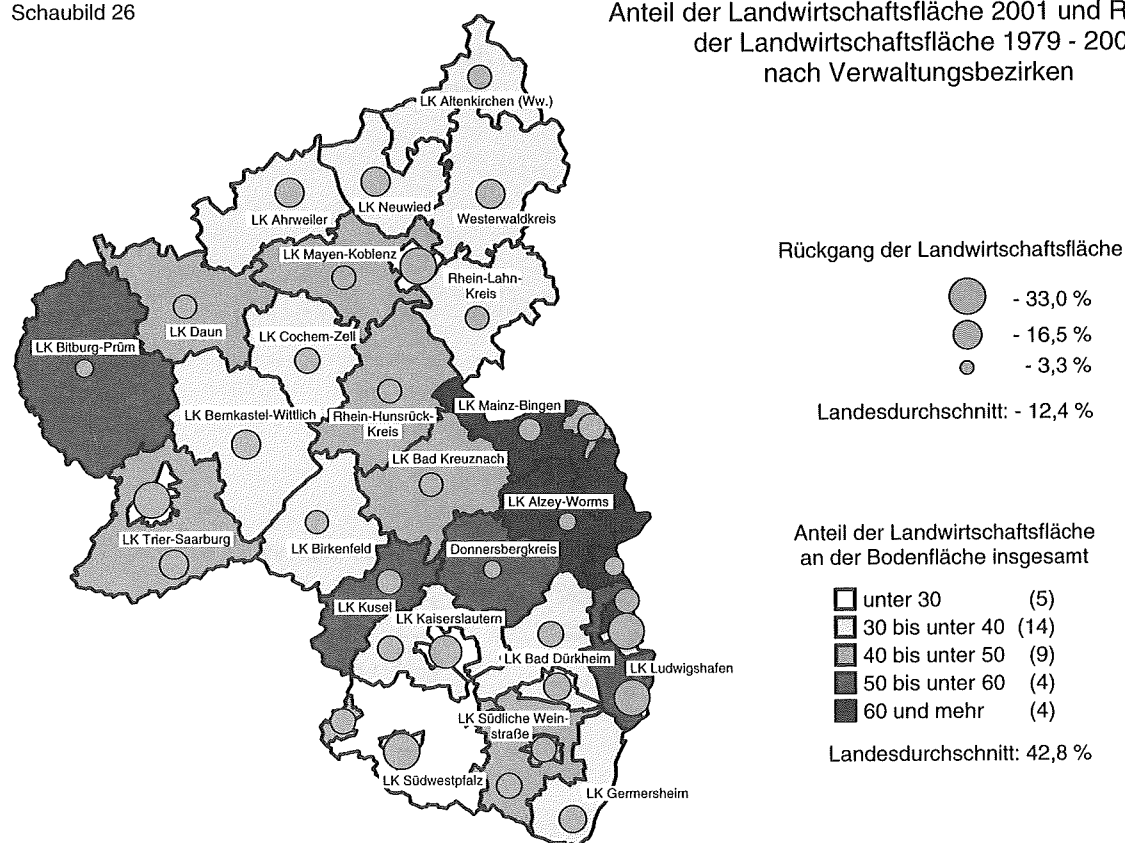 Schaubild 26
Anteil der Landwirtschaftsfläche 2001 und R
der Landwirtschaftsfläche 1979 - 200
nach Verwaltungsbezirken
LK Altenkirchen (Ww.)
LK Neuwied
LK Ahrweiler
Westerwaldkreis
LK Mayen-Koblenz
Rhein-Lahn-
Kreis
LK Daun
LK Cochem-Zell
LK Bitburg-Prüm
LK Bernkastel-Wittlich
Rhein-Hunsrück-
Kreis
LK Mainz-Bingen
LK Bad Kreuznach
LK Alzey-Worms
LK Trier-Saarburg
LK Birkenfeld
Donnersbergkreis
LK Kusel
LK Kaiserslautern
LK Bad Dürkheim
LK Ludwigshafen
LK Südliche Wein-
straße
LK Südwestpfalz
LK Germersheim
Rückgang der Landwirtschaftsfläche
- 33,0 %
- 16,5 %
- 3,3 %
Landesdurchschnitt: - 12,4 %
Anteil der Landwirtschaftsfläche
an der Bodenfläche insgesamt
unter 30 (5)
30 bis unter 40 (14)
40 bis unter 50 (9)
50 bis unter 60 (4)
60 und mehr (4)
Landesdurchschnitt: 42,8 %